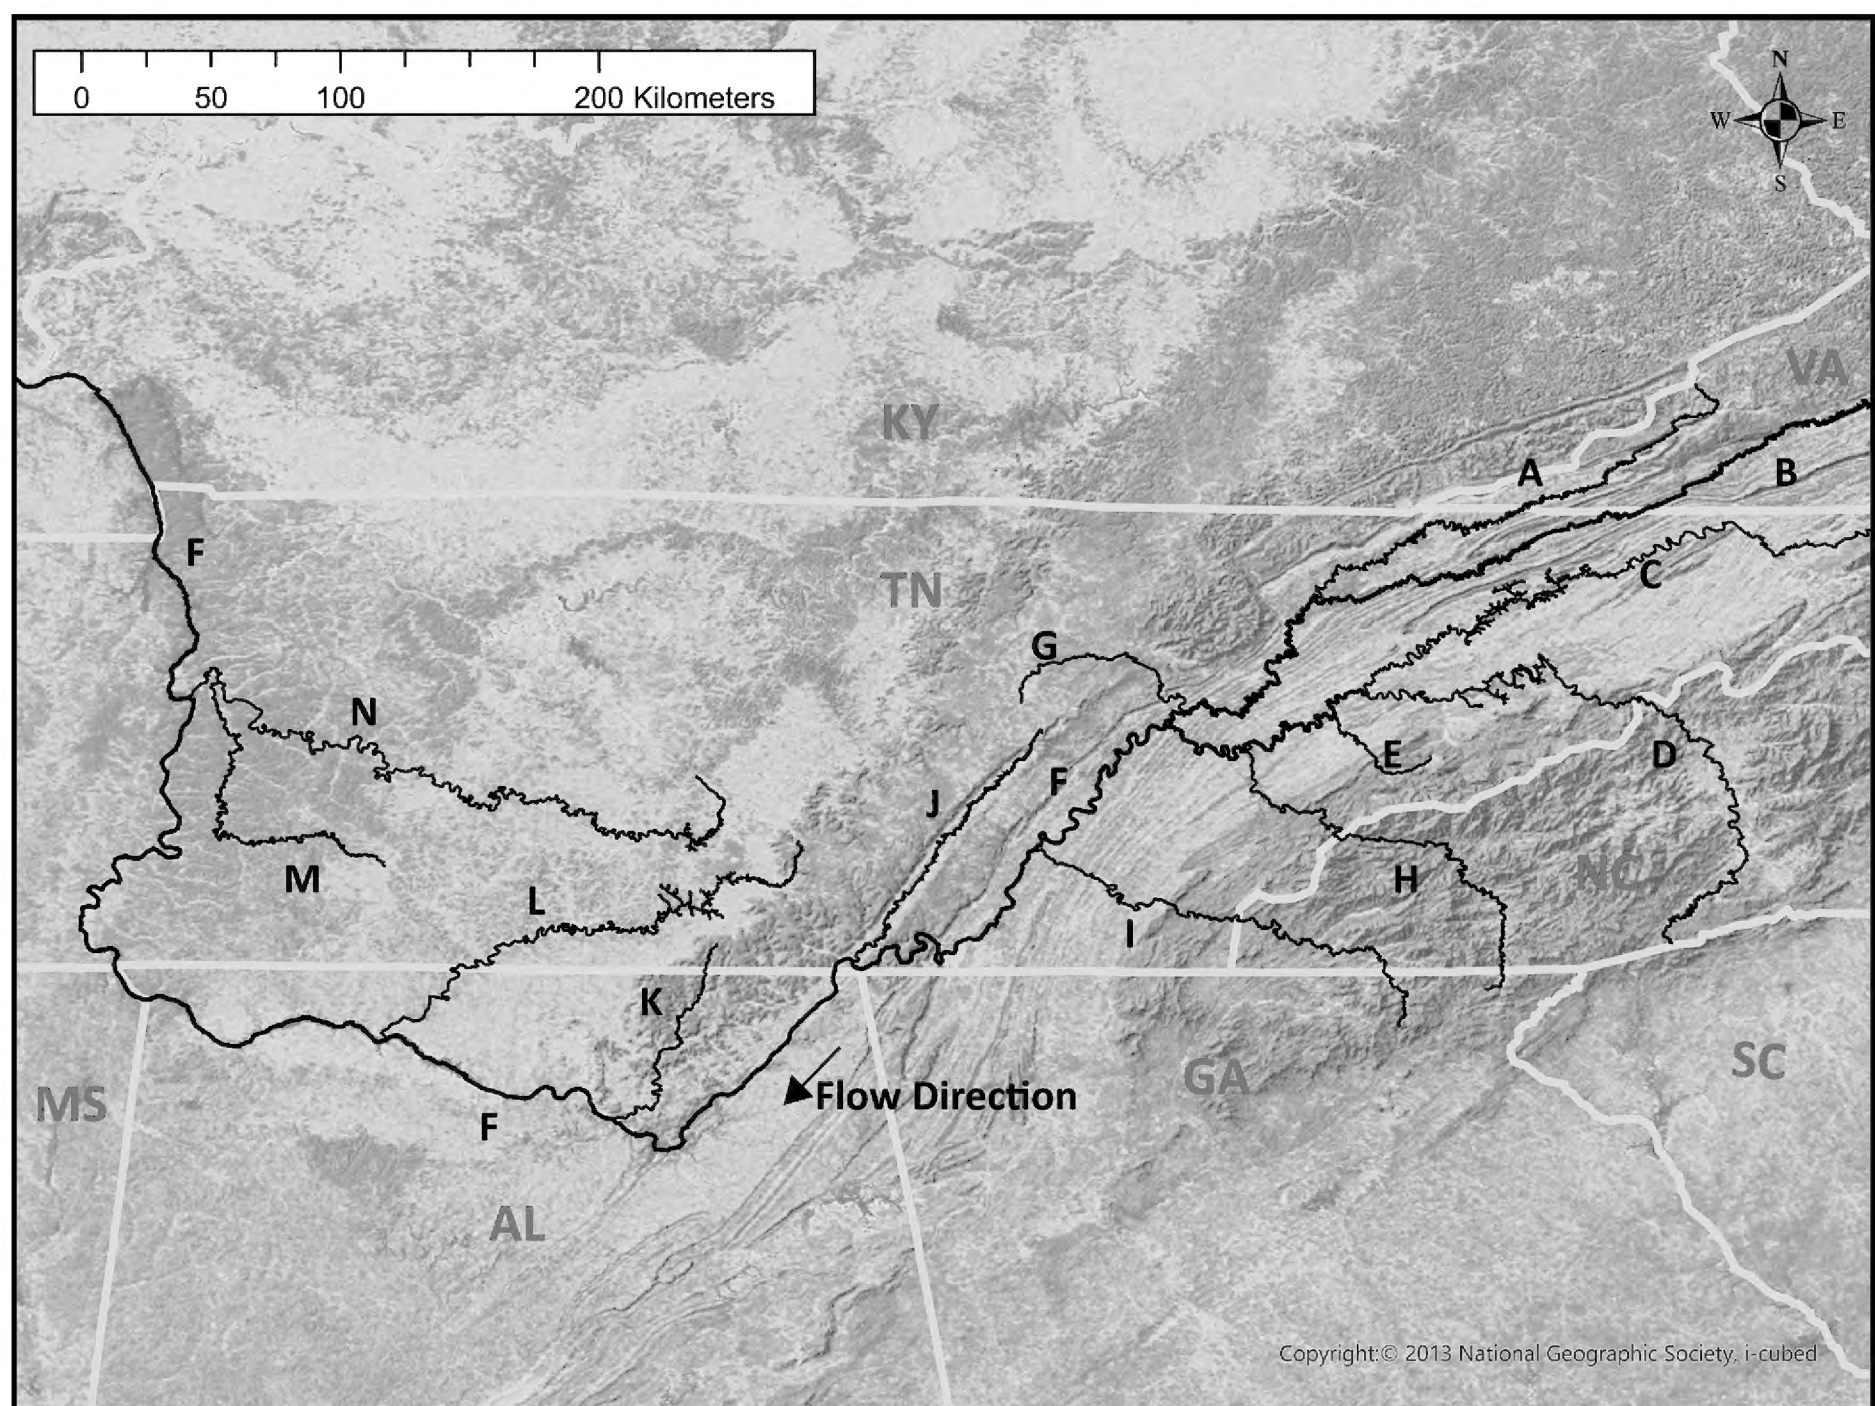 0 50 100 200 Kilometers
N
W E
S
VA
KY
A
B
F
TN
C
G
N
E
D
F
J
M
H
NC
L
I
K
Flow Direction
GA
SC
MS
F
AL
Copyright:© 2013 National Geographic Society, i-cubed